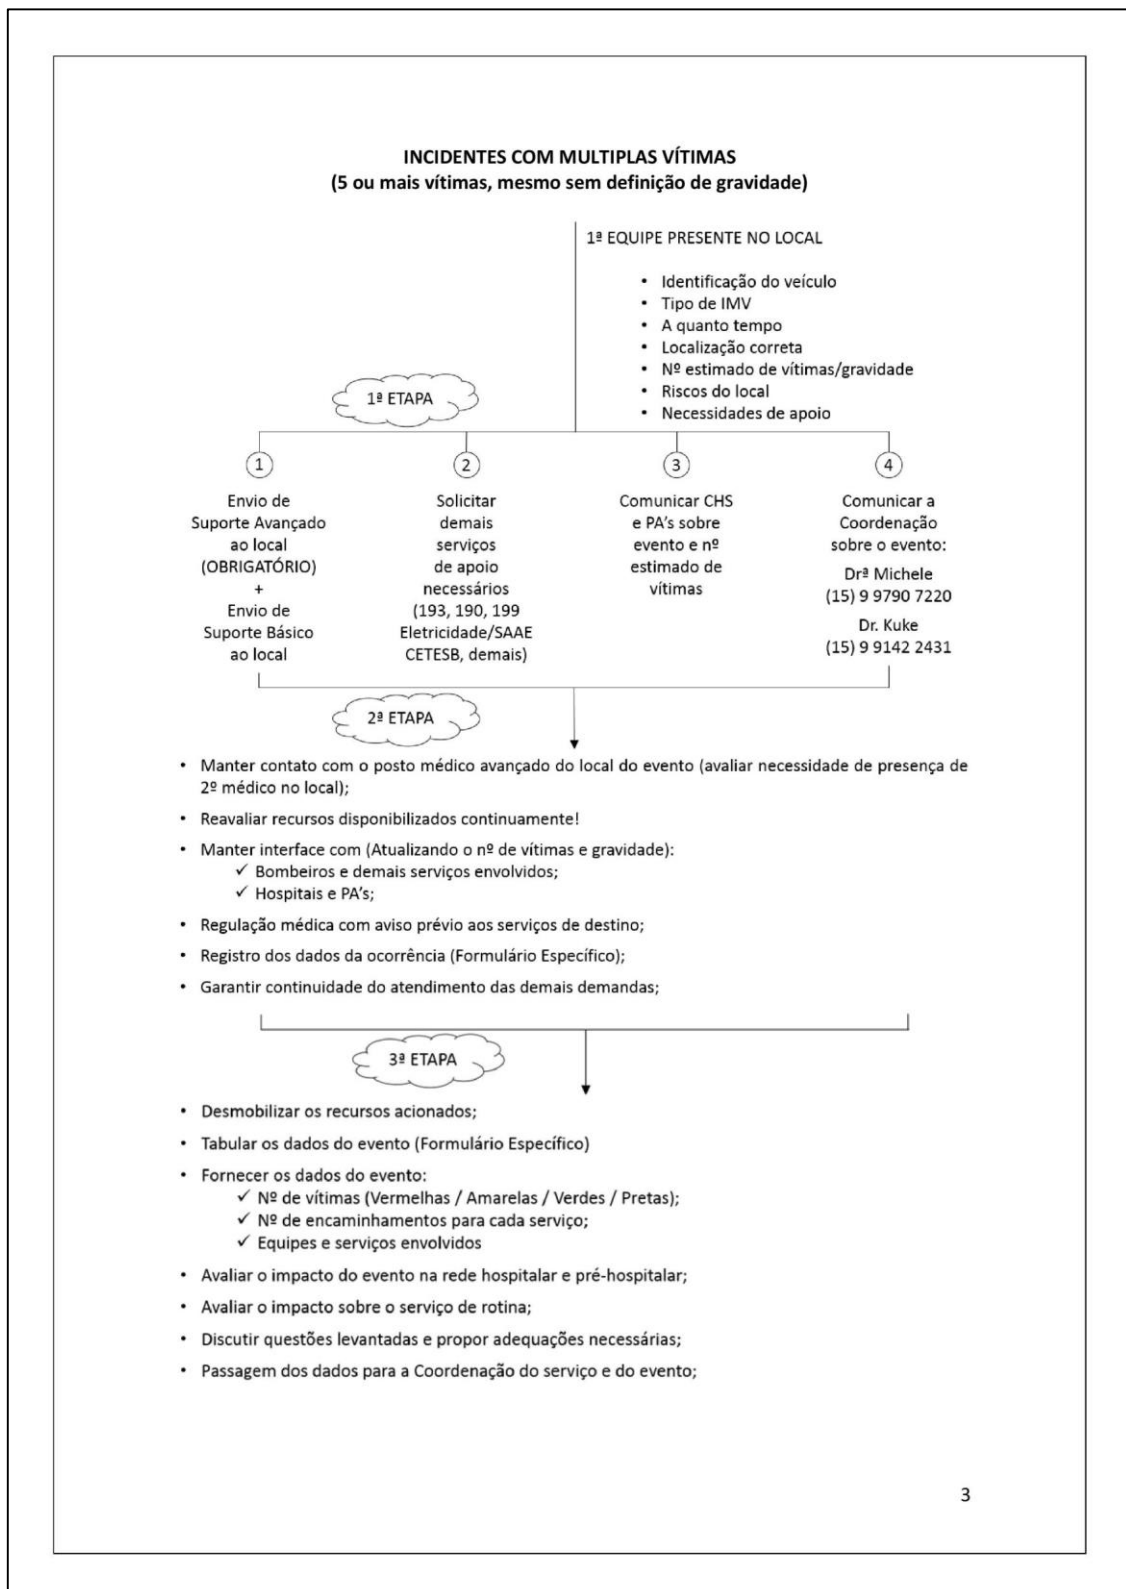 INCIDENTES COM MULTIPLAS VÍTIMAS
(5 ou mais vítimas, mesmo sem definição de gravidade)
1ª EQUIPE PRESENTE NO LOCAL
• Identificação do veículo
• Tipo de IMV
• A quanto tempo
• Localização correta
• Nº estimado de vítimas/gravidade
• Riscos do local
• Necessidades de apoio
1ª ETAPA
1
Envio de
Suporte Avançado
ao local
(OBRIGATÓRIO)
+
Envio de
Suporte Básico
ao local
2
Solicitar
demais
serviços
de apoio
necessários
(193, 190, 199
Eletricidade/SAAE
CETESB, demais)
3
Comunicar CHS
e PA’s sobre
evento e nº
estimado de
vítimas
4
Comunicar a
Coordenação
sobre o evento:
Drª Michele
(15) 9 9790 7220
Dr. Kuke
(15) 9 9142 2431
2ª ETAPA
• Manter contato com o posto médico avançado do local do evento (avaliar necessidade de presença de
2º médico no local);
• Reavaliar recursos disponibilizados continuamente!
• Manter interface com (Atualizando o nº de vítimas e gravidade):
✓ Bombeiros e demais serviços envolvidos;
✓ Hospitais e PA’s;
• Regulação médica com aviso prévio aos serviços de destino;
• Registro dos dados da ocorrência (Formulário Específico);
• Garantir continuidade do atendimento das demais demandas;
3ª ETAPA
• Desmobilizar os recursos acionados;
• Tabular os dados do evento (Formulário Específico)
• Fornecer os dados do evento:
✓ Nº de vítimas (Vermelhas / Amarelas / Verdes / Pretas);
✓ Nº de encaminhamentos para cada serviço;
✓ Equipes e serviços envolvidos
• Avaliar o impacto do evento na rede hospitalar e pré-hospitalar;
• Avaliar o impacto sobre o serviço de rotina;
• Discutir questões levantadas e propor adequações necessárias;
• Passagem dos dados para a Coordenação do serviço e do evento;
3